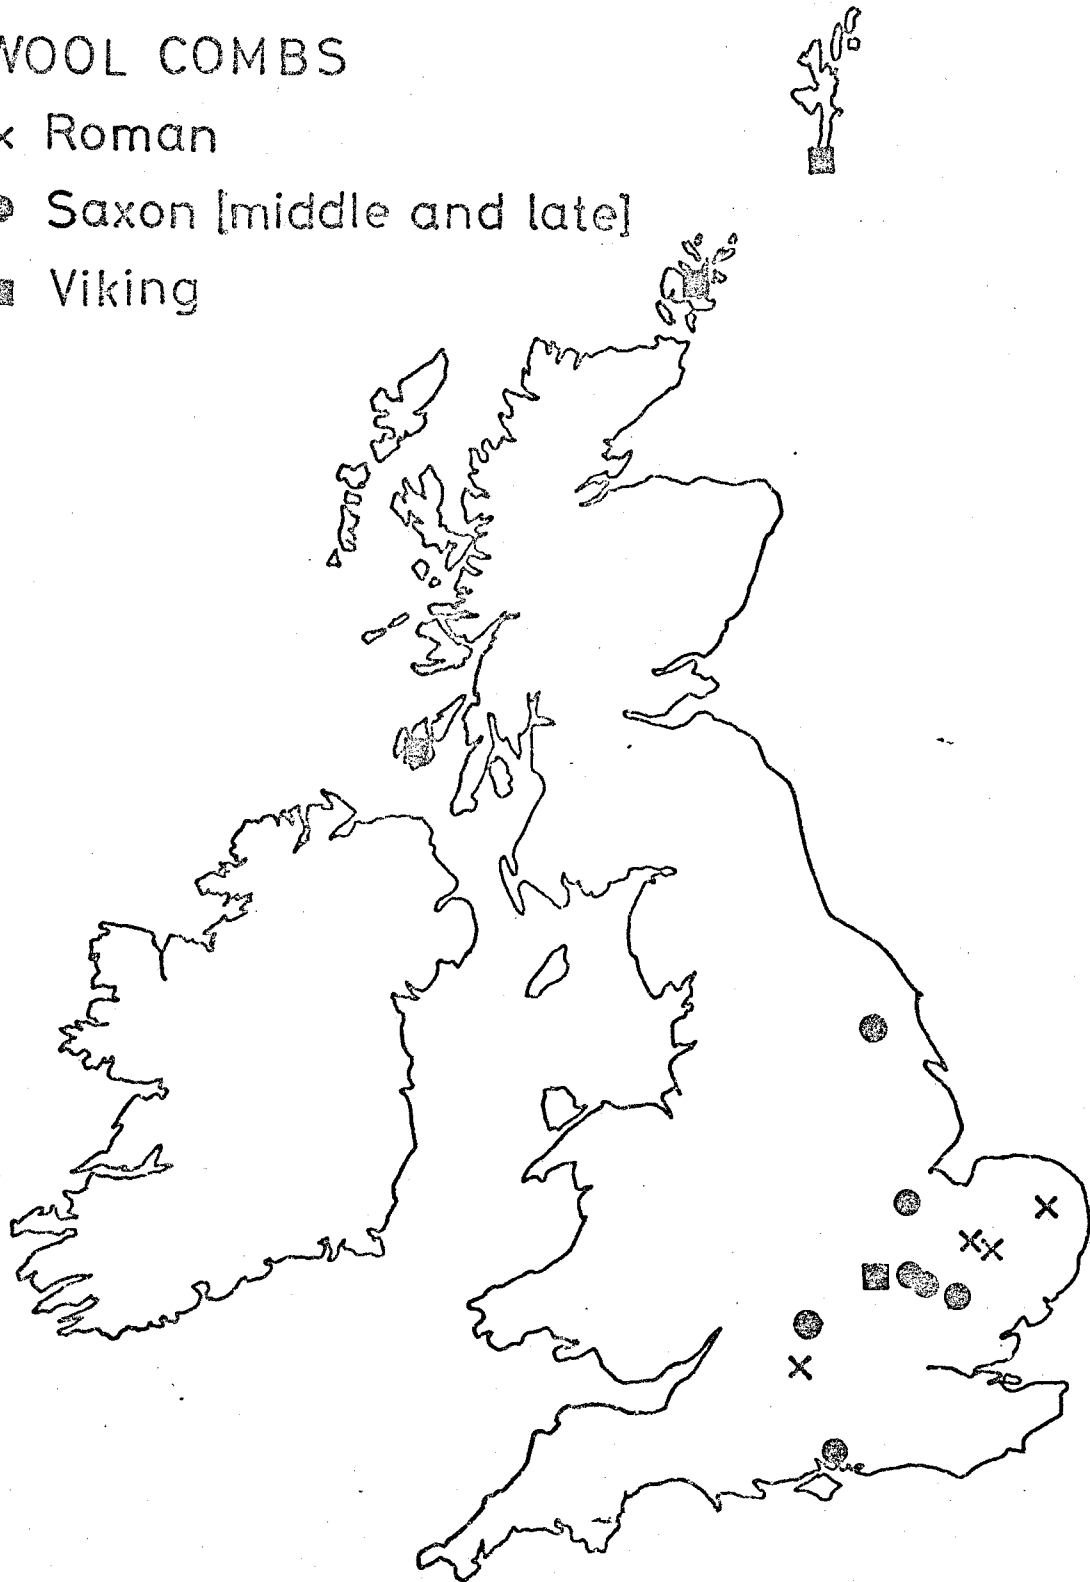 WOOL COMBS
× Roman
● Saxon [middle and late]
■ Viking